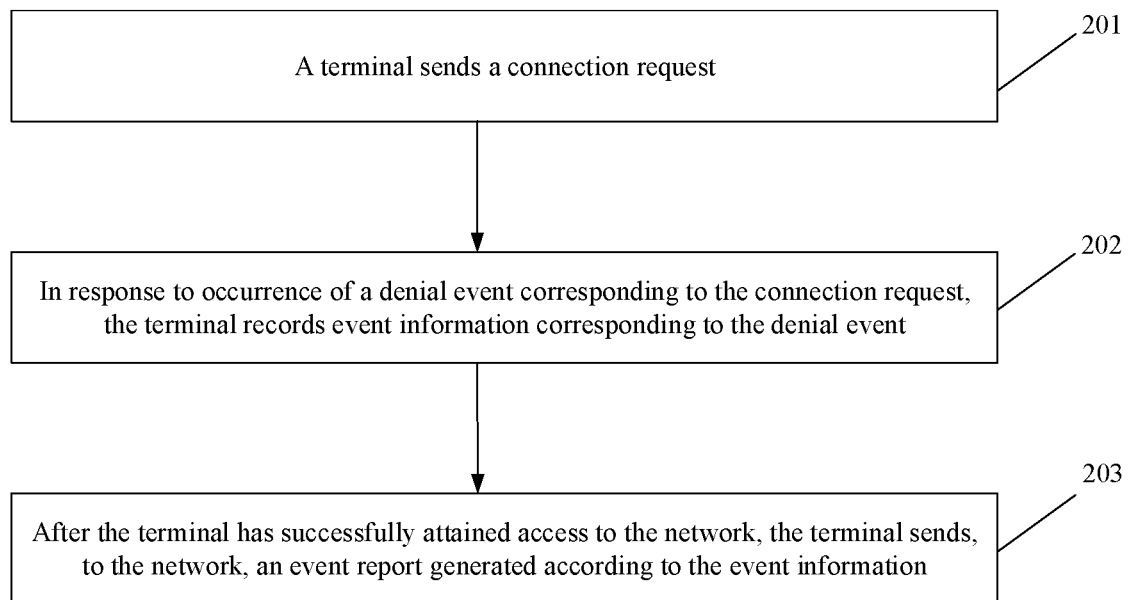 201
A terminal sends a connection request
202
In response to occurrence of a denial event corresponding to the connection request,
the terminal records event information corresponding to the denial event
203
After the terminal has successfully attained access to the network, the terminal sends,
to the network, an event report generated according to the event information